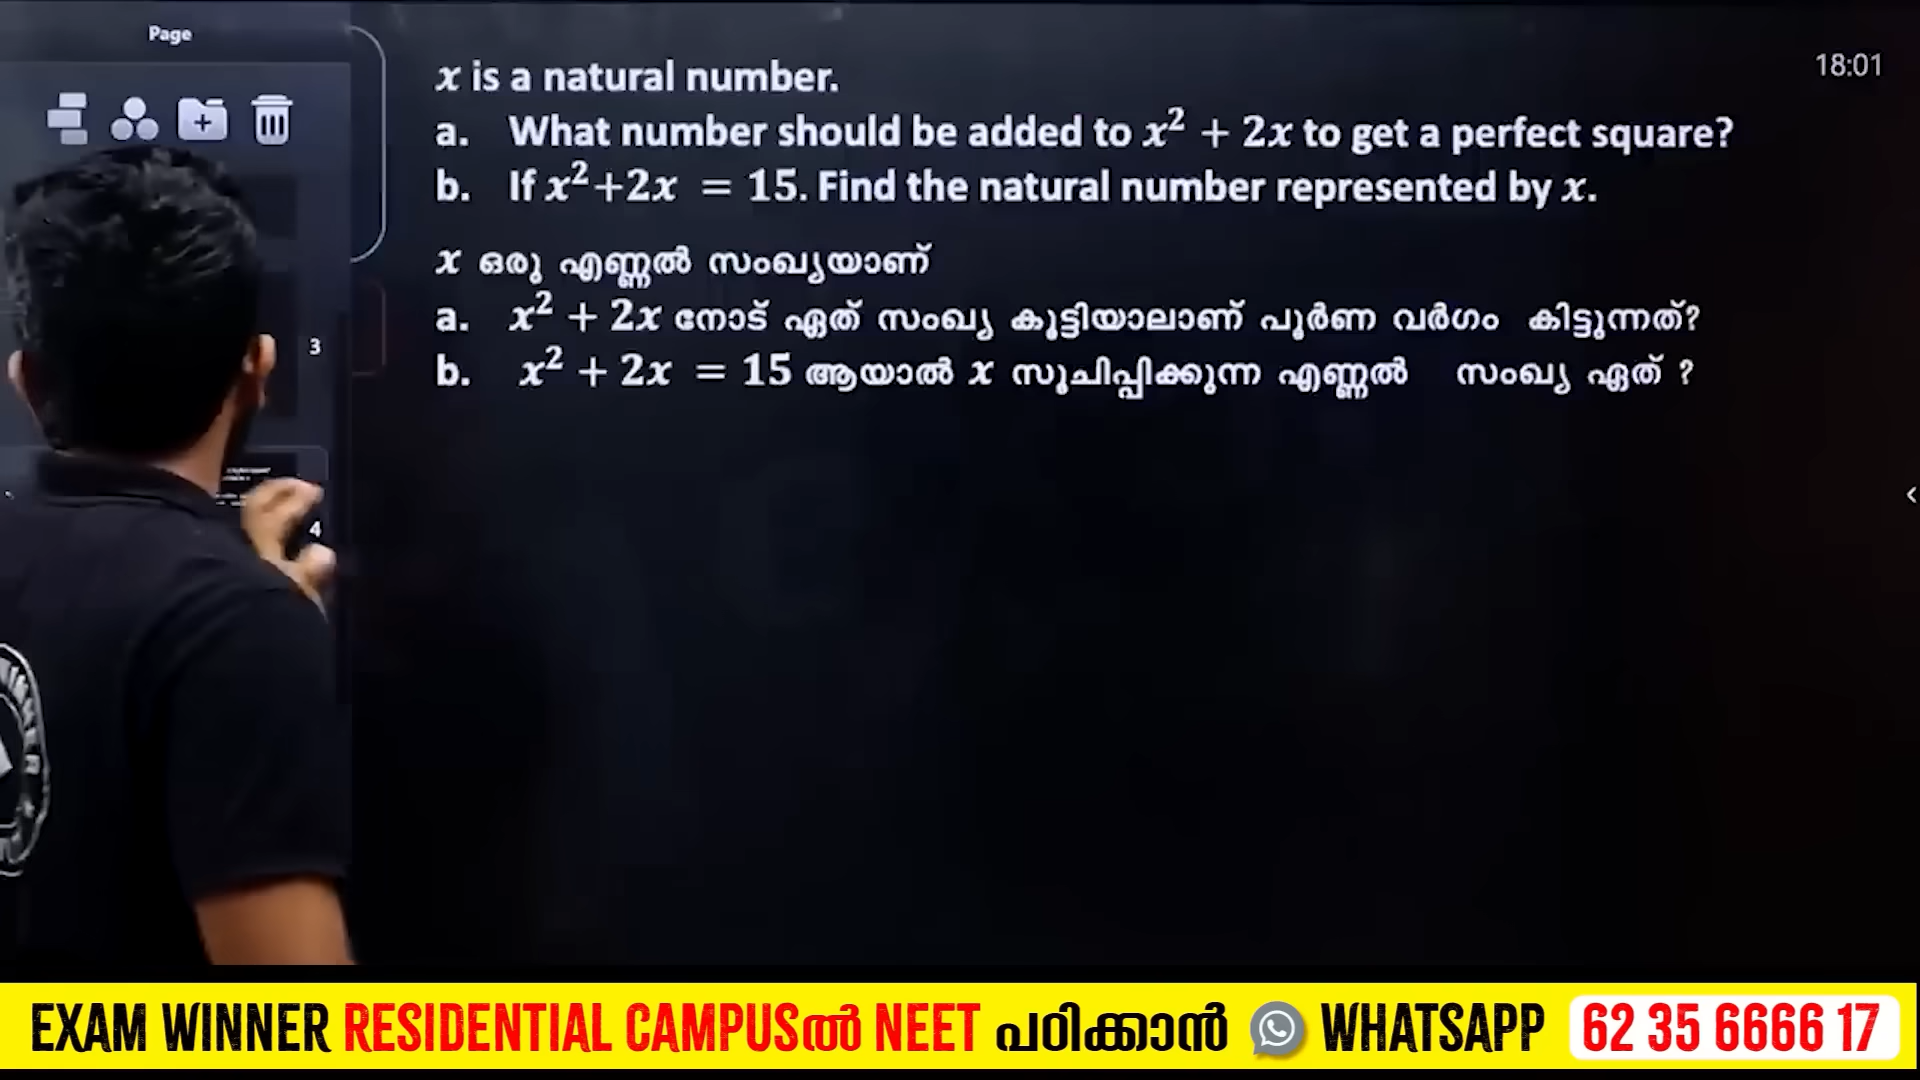 Page
18:01
x is a natural number.
a. What number should be added to x² + 2x to get a perfect square?
b. If x²+2x = 15. Find the natural number represented by x.
x ഒരു എണ്ണൽ സംഖ്യയാണ്
a. x² + 2x നോട് ഏത് സംഖ്യ കൂട്ടിയാലാണ് പൂർണ വർഗം കിട്ടുന്നത്?
b. x² + 2x = 15 ആയാൽ x സൂചിപ്പിക്കുന്ന എണ്ണൽ സംഖ്യ ഏത് ?
3
4
EXAM WINNER RESIDENTIAL CAMPUSൽ NEET പഠിക്കാൻ WHATSAPP 62 35 6666 17